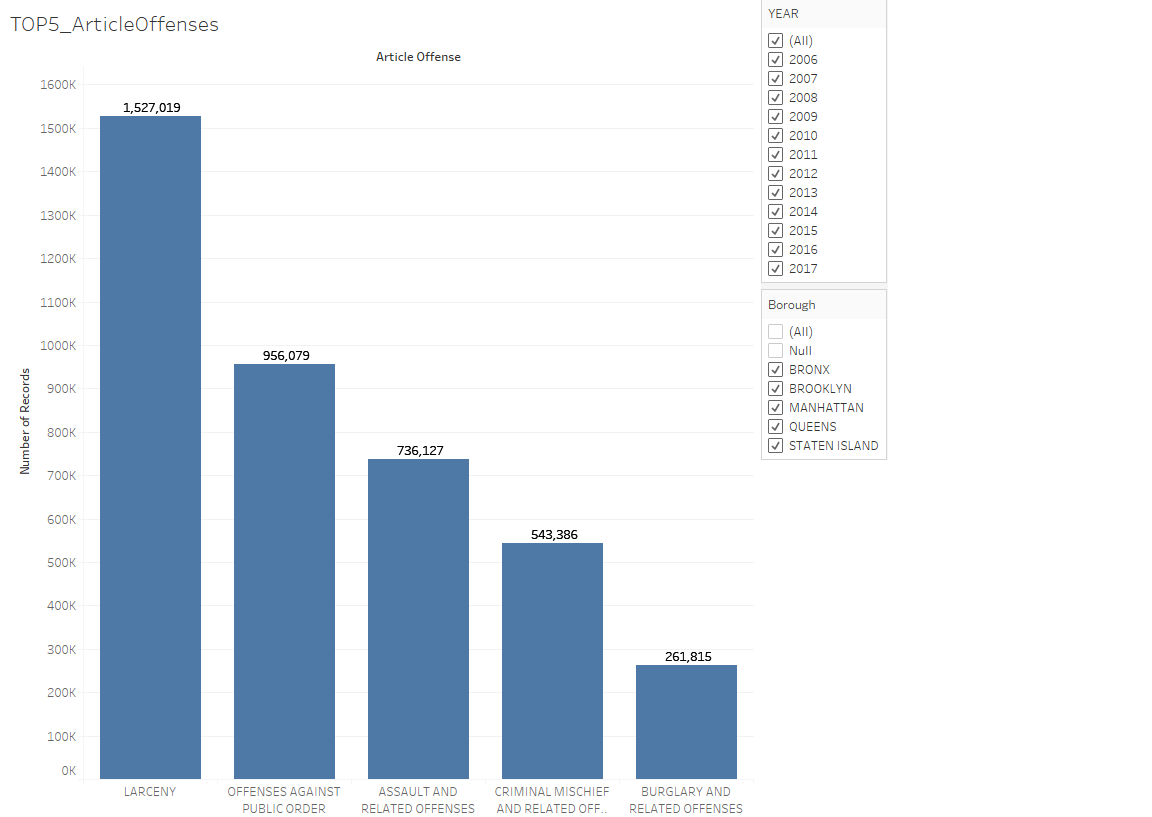 TOP5_ArticleOffenses
Article Offense
1600K
1500K
1400K
1300K
1200K
1100K
1000K
900K
800K
700K
600K
500K
400K
300K
200K
100K
0K
Number of Records
1,527,019
956,079
736,127
543,386
261,815
LARCENY
OFFENSES AGAINST
PUBLIC ORDER
ASSAULT AND
RELATED OFFENSES
CRIMINAL MISCHIEF
AND RELATED OFF..
BURGLARY AND
RELATED OFFENSES
YEAR
(All)
2006
2007
2008
2009
2010
2011
2012
2013
2014
2015
2016
2017
Borough
(All)
Null
BRONX
BROOKLYN
MANHATTAN
QUEENS
STATEN ISLAND